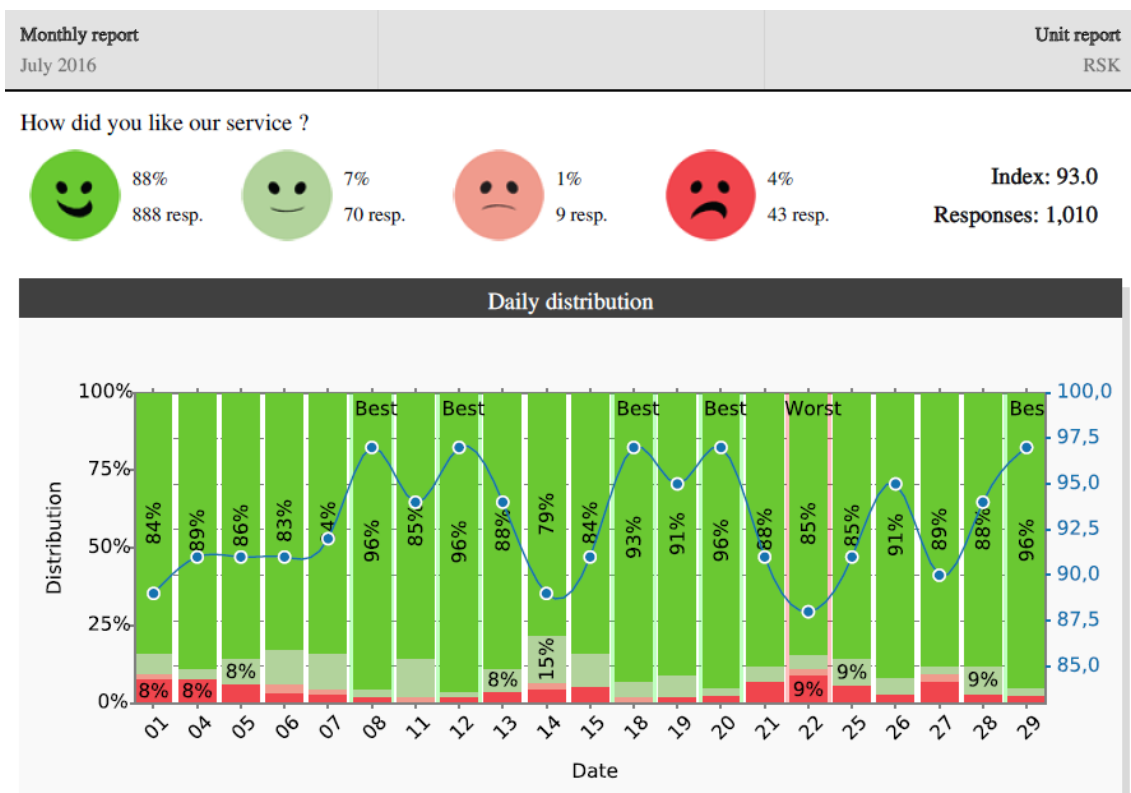 Monthly report
Unit report
July 2016
RSK
How did you like our service ?
88%
888 resp.
7%
70 resp.
1%
9 resp.
4%
43 resp.
Index: 93.0
Responses: 1,010
Daily distribution
100%
75%
50%
25%
0%
Distribution
100,0
97,5
95,0
92,5
90,0
87,5
85,0
Best
Best
Best
Best
Worst
Bes
84%
89%
86%
83%
84%
96%
85%
96%
88%
79%
84%
93%
91%
96%
88%
85%
85%
91%
89%
88%
96%
8%
8%
8%
8%
15%
9%
9%
9%
01 04 05 06 07 08 11 12 13 14 15 18 19 20 21 22 25 26 27 28 29
Date